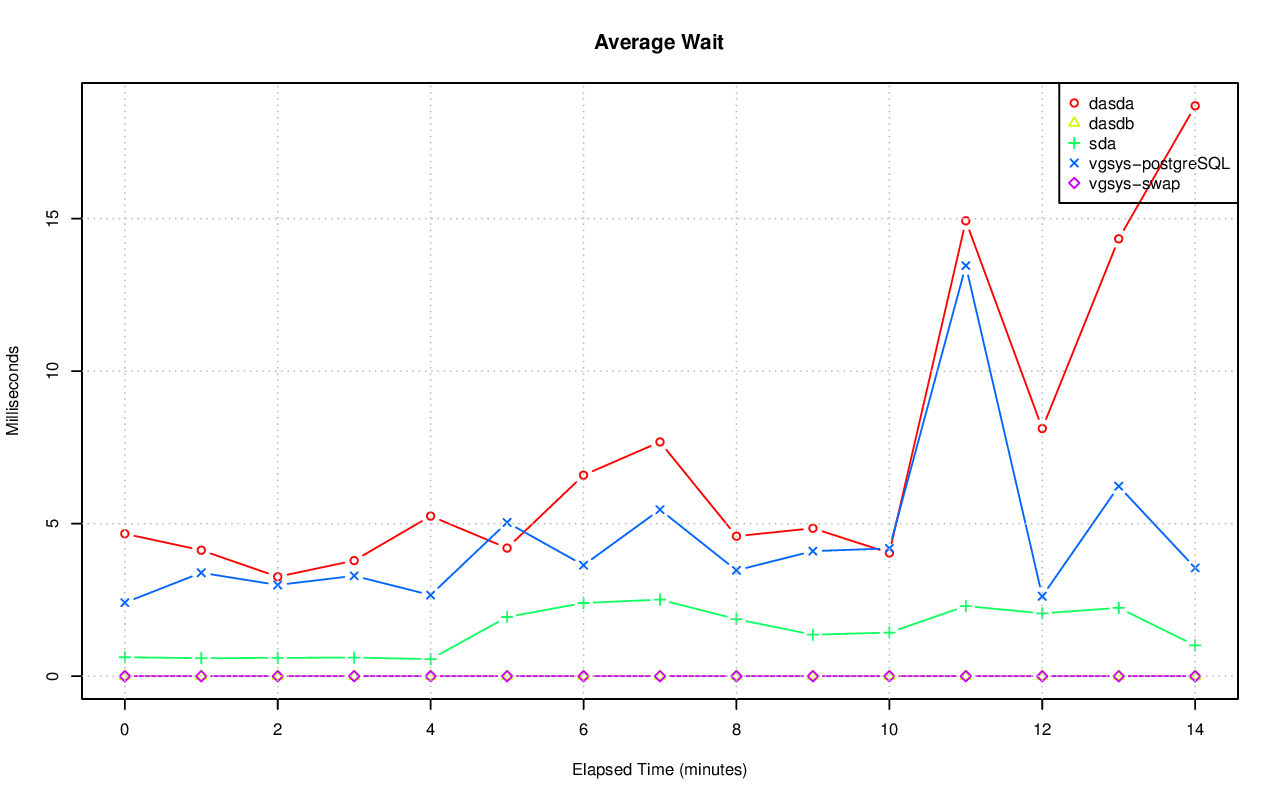 Average Wait
dasda
dasdb
sda
vgsys-postgreSQL
vgsys-swap
Milliseconds
15
10
5
0
0 2 4 6 8 10 12 14
Elapsed Time (minutes)